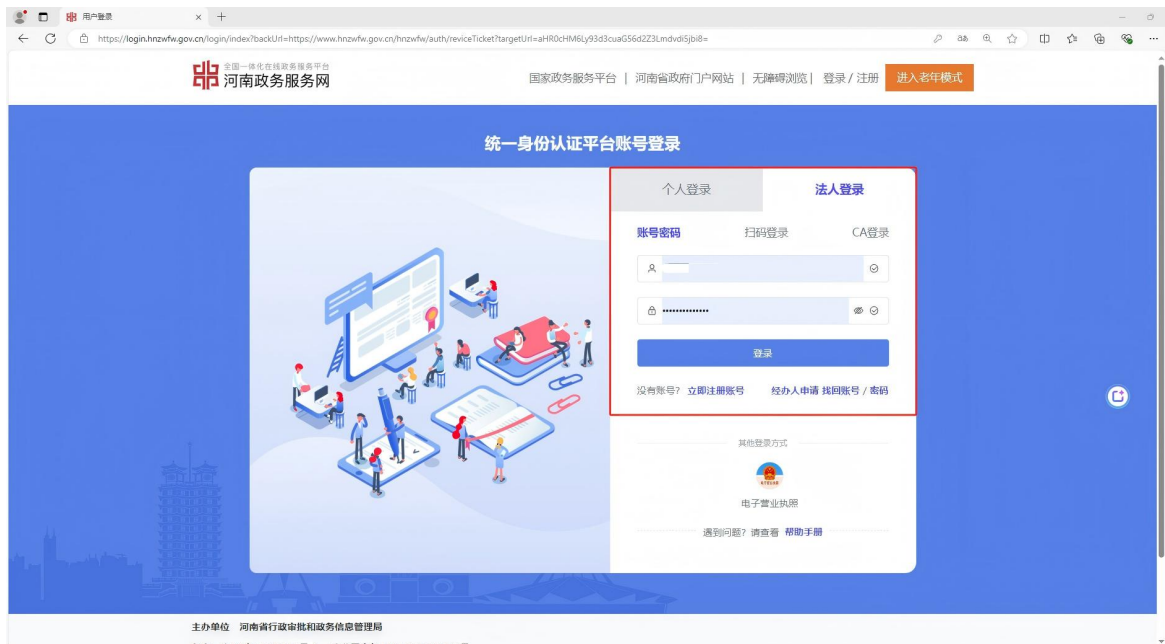 用户登录
https://login.hnzwfw.gov.cn/login/index?backUrl=https://www.hnzwfw.gov.cn/hnzwfw/auth/reviceTicket?targetUrl=aHR0cHM6Ly93d3cuaG56d2Z3Lmdvdi5jbi8=
全国一体化在线政务服务平台
河南政务服务网
国家政务服务平台 | 河南省政府门户网站 | 无障碍浏览 | 登录 / 注册 进入老年模式
统一身份认证平台账号登录
个人登录 法人登录
账号密码 扫码登录 CA登录
登录
没有账号? 立即注册账号 经办人申请 找回账号 / 密码
其他登录方式
电子营业执照
遇到问题? 请查看 帮助手册
主办单位 河南省行政审批和政务信息管理局